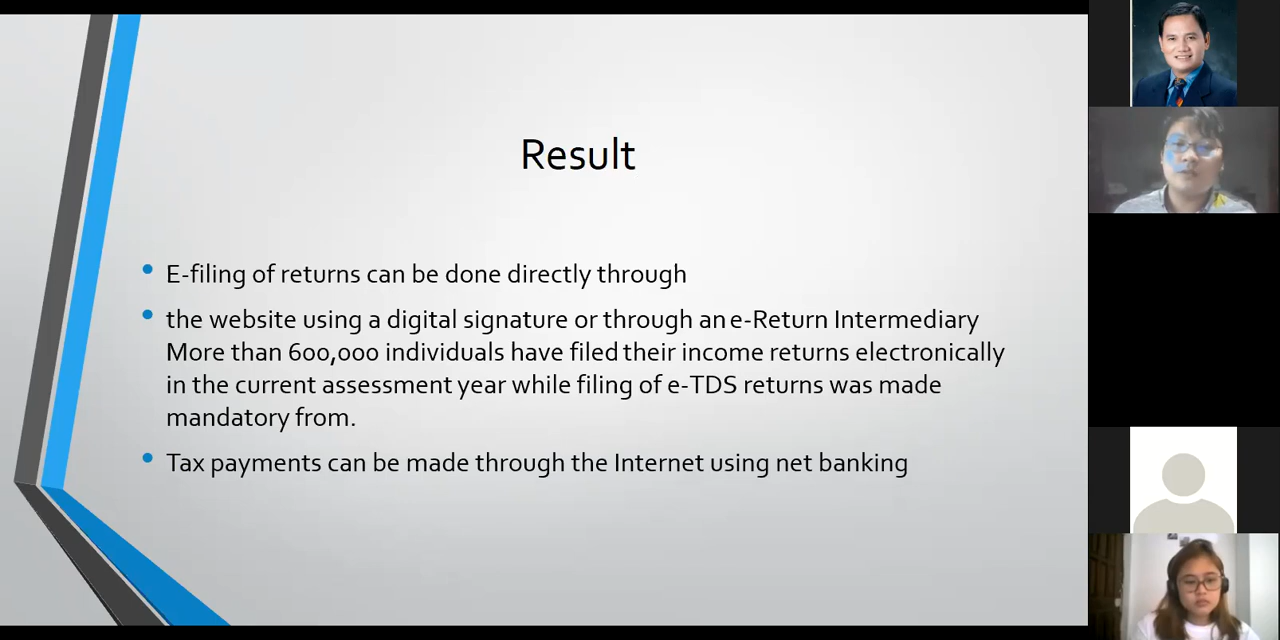 Result
E-filing of returns can be done directly through
the website using a digital signature or through an e-Return Intermediary
More than 600,000 individuals have filed their income returns electronically
in the current assessment year while filing of e-TDS returns was made
mandatory from.
Tax payments can be made through the Internet using net banking